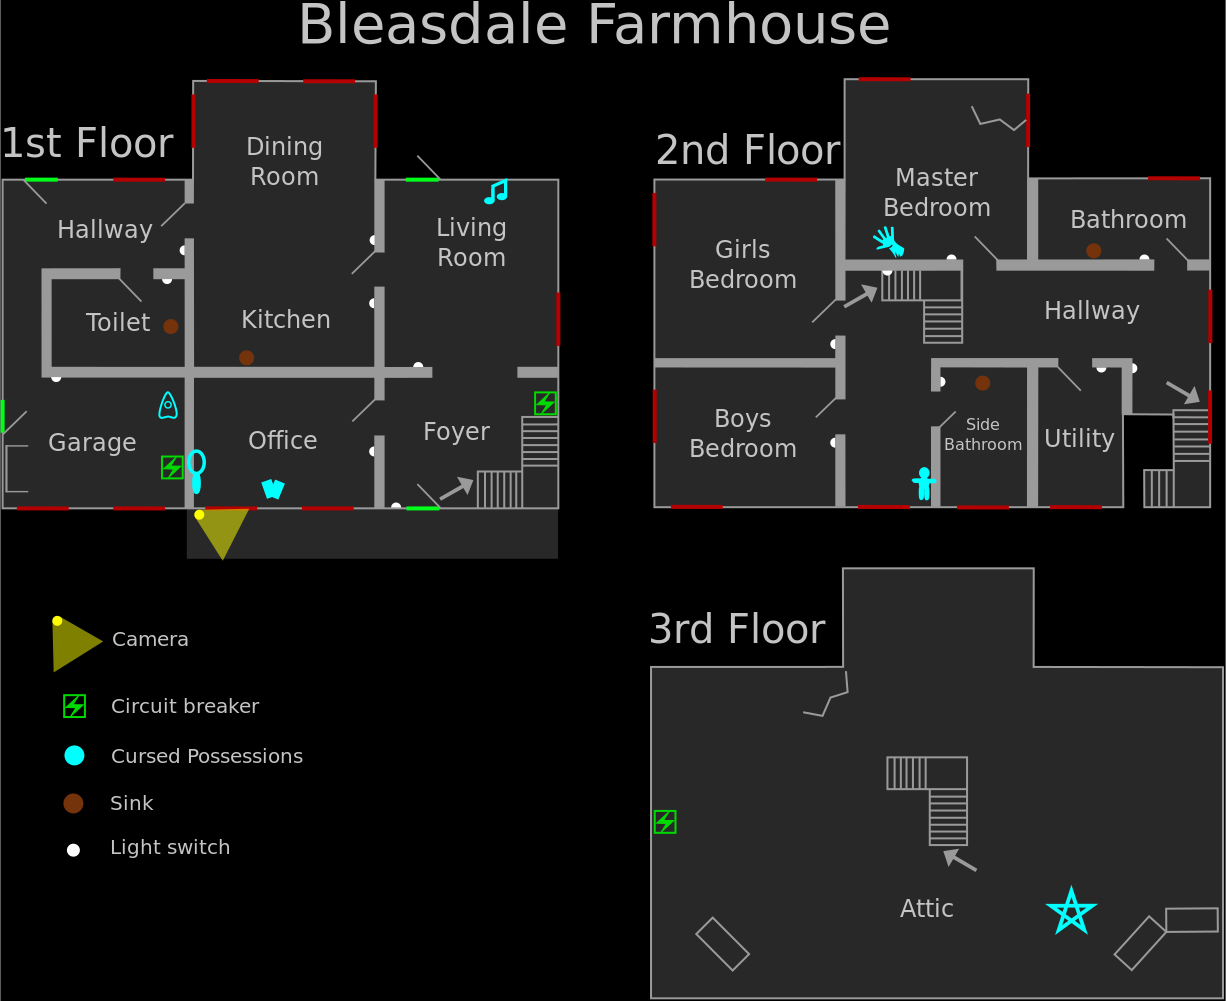 Bleasdale Farmhouse
1st Floor
Dining
Room
Hallway
Living
Room
Toilet
Kitchen
Garage
Office
Foyer
2nd Floor
Master
Bedroom
Bathroom
Girls
Bedroom
Hallway
Boys
Bedroom
Side
Bathroom
Utility
3rd Floor
Attic
Camera
Circuit breaker
Cursed Possessions
Sink
Light switch